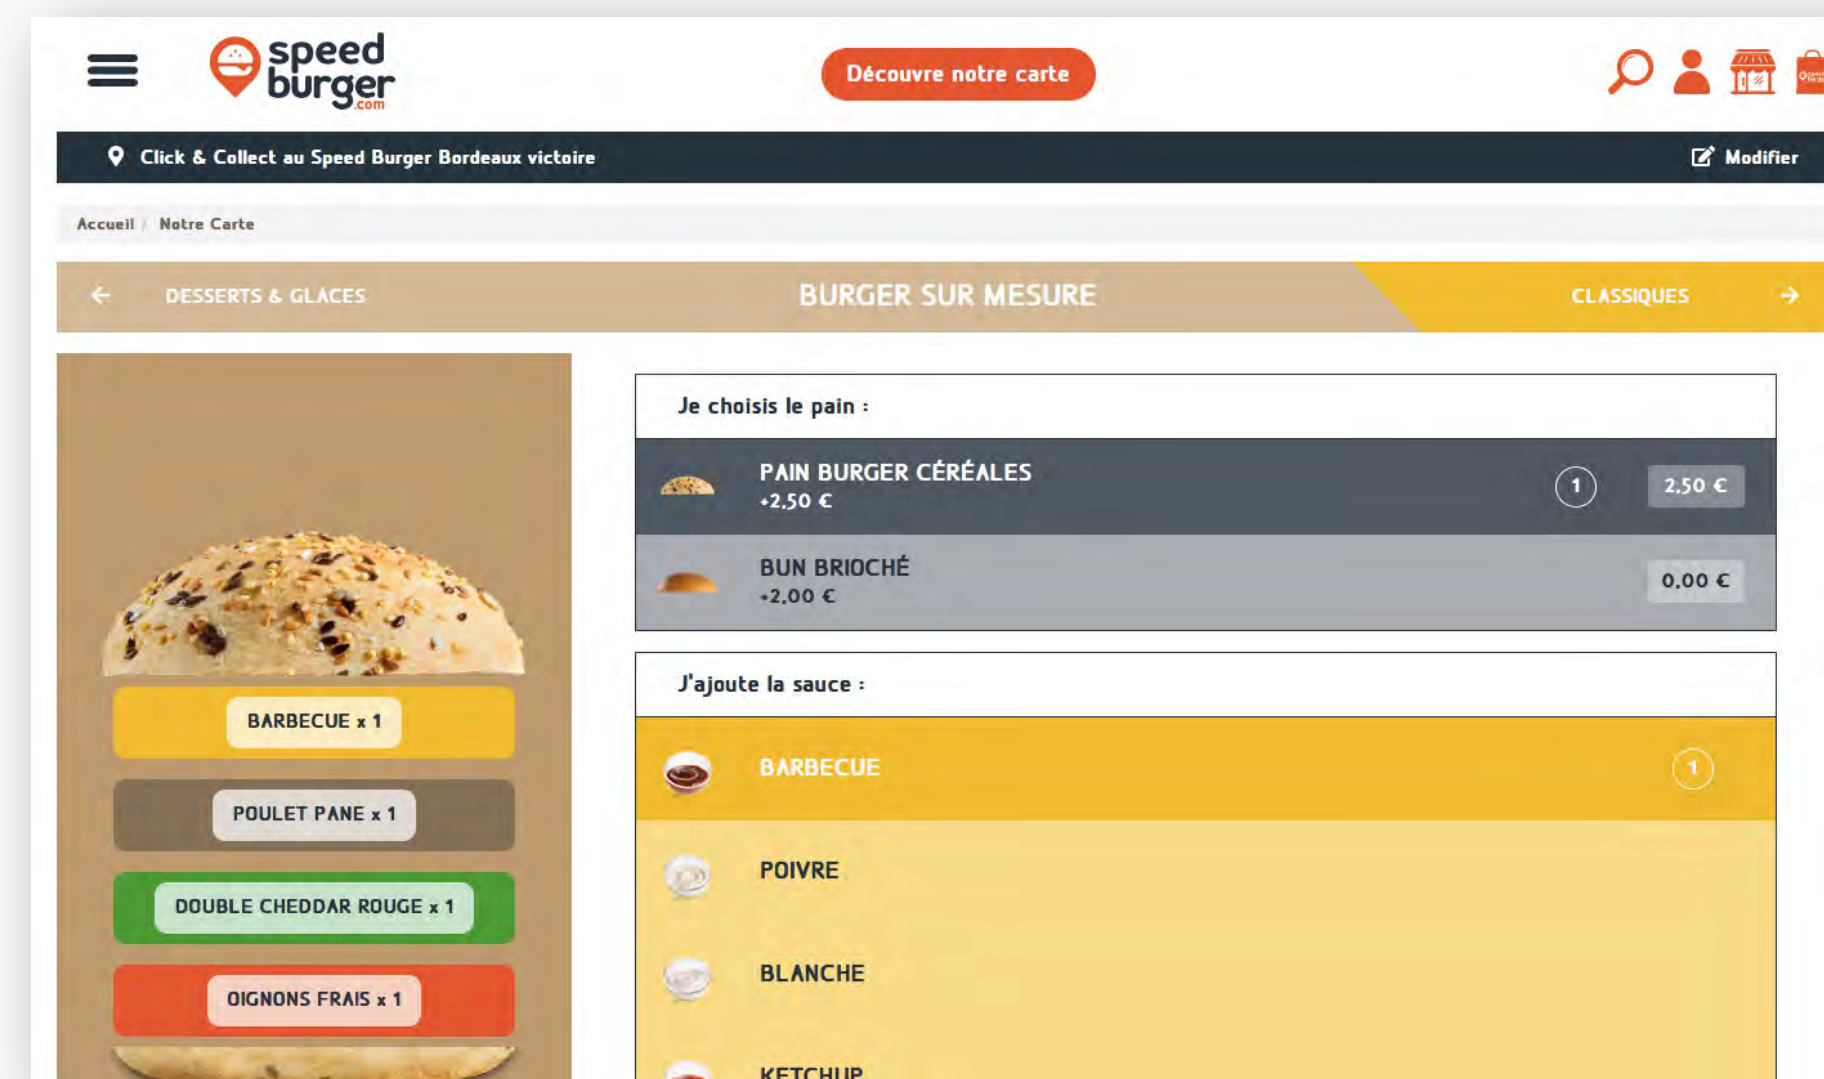 speed
burger
.com
Découvre notre carte
Click & Collect au Speed Burger Bordeaux victoire
Modifier
Accueil / Notre Carte
DESSERTS & GLACES
BURGER SUR MESURE
CLASSIQUES
BARBECUE x 1
POULET PANE x 1
DOUBLE CHEDDAR ROUGE x 1
OIGNONS FRAIS x 1
Je choisis le pain :
PAIN BURGER CÉRÉALES
+2,50 €
1
2,50 €
BUN BRIOCHÉ
+2,00 €
0,00 €
J'ajoute la sauce :
BARBECUE
1
POIVRE
BLANCHE
KETCHUP